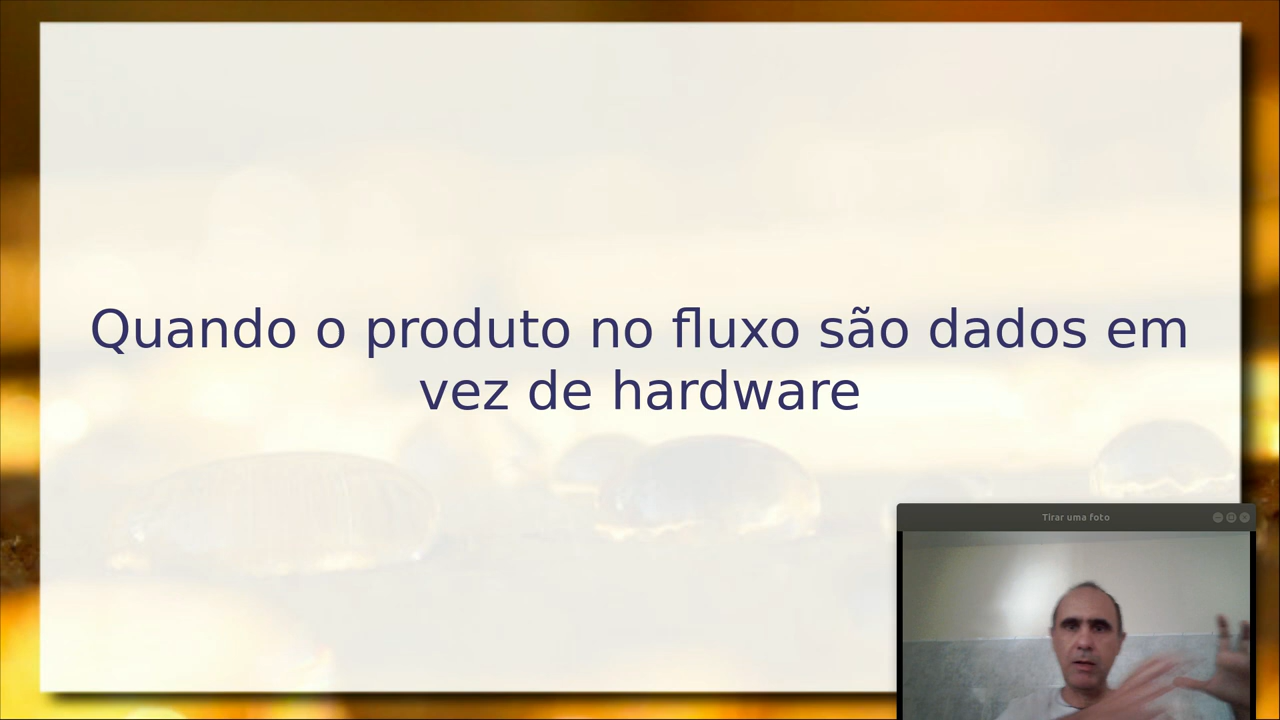 Quando o produto no fluxo são dados em
vez de hardware
Tirar uma foto